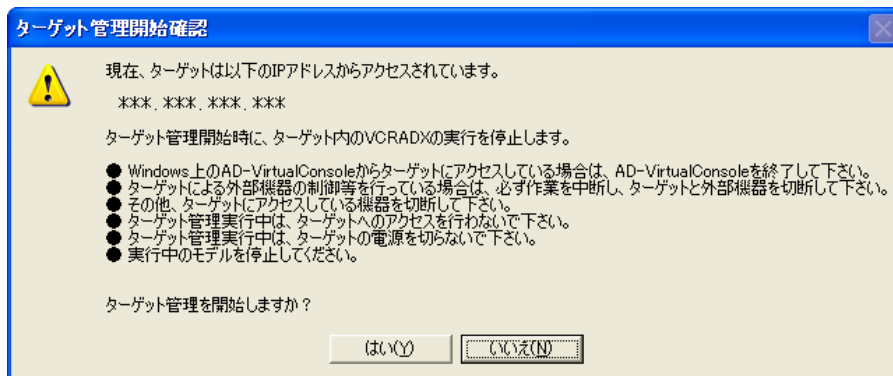 ターゲット管理開始確認
現在、ターゲットは以下のIPアドレスからアクセスされています。
***.***.***.***
ターゲット管理開始時に、ターゲット内のVCRADXの実行を停止します。
● Windows上のAD-VirtualConsoleからターゲットにアクセスしている場合は、AD-VirtualConsoleを終了して下さい。
● ターゲットによる外部機器の制御等を行っている場合は、必ず作業を中断し、ターゲットと外部機器を切断して下さい。
● その他、ターゲットにアクセスしている機器を切断して下さい。
● ターゲット管理実行中は、ターゲットへのアクセスを行わないで下さい。
● ターゲット管理実行中は、ターゲットの電源を切らないで下さい。
● 実行中のモデルを停止してください。
ターゲット管理を開始しますか？
はい(Y) いいえ(N)